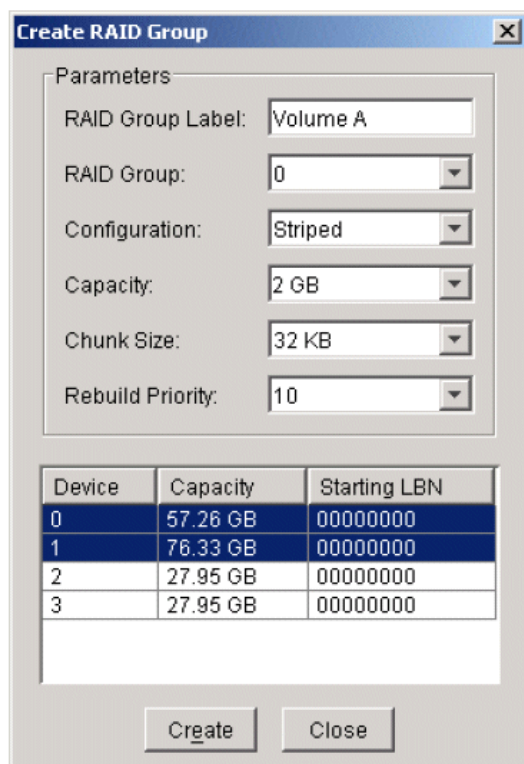 Create RAID Group
Parameters
RAID Group Label: Volume A
RAID Group: 0
Configuration: Striped
Capacity: 2 GB
Chunk Size: 32 KB
Rebuild Priority: 10
Device Capacity Starting LBN
0 57.26 GB 00000000
1 76.33 GB 00000000
2 27.95 GB 00000000
3 27.95 GB 00000000
Create Close